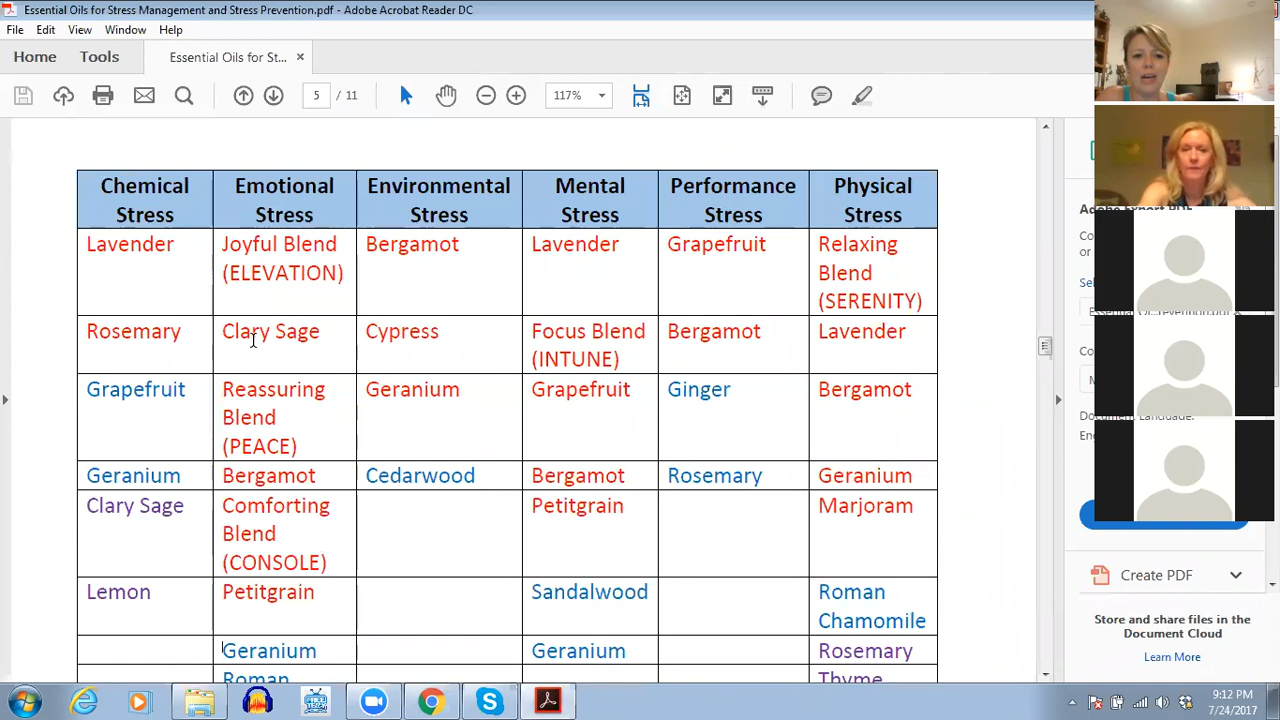 Essential Oils for Stress Management and Stress Prevention.pdf - Adobe Acrobat Reader DC
File Edit View Window Help
Home Tools Essential Oils for St... ×
5 / 11 117%
Chemical Stress
Emotional Stress
Environmental Stress
Mental Stress
Performance Stress
Physical Stress
Lavender
Joyful Blend
(ELEVATION)
Bergamot
Lavender
Grapefruit
Relaxing
Blend
(SERENITY)
Rosemary
Clary Sage
Cypress
Focus Blend
(INTUNE)
Bergamot
Lavender
Grapefruit
Reassuring
Blend
(PEACE)
Geranium
Grapefruit
Ginger
Bergamot
Geranium
Bergamot
Cedarwood
Bergamot
Rosemary
Geranium
Clary Sage
Comforting
Blend
(CONSOLE)
Petitgrain
Marjoram
Lemon
Petitgrain
Sandalwood
Roman
Chamomile
Geranium
Geranium
Rosemary
Roman
Thyme
Adobe Export PDF
Create PDF
Store and share files in the
Document Cloud
Learn More
9:12 PM
7/24/2017